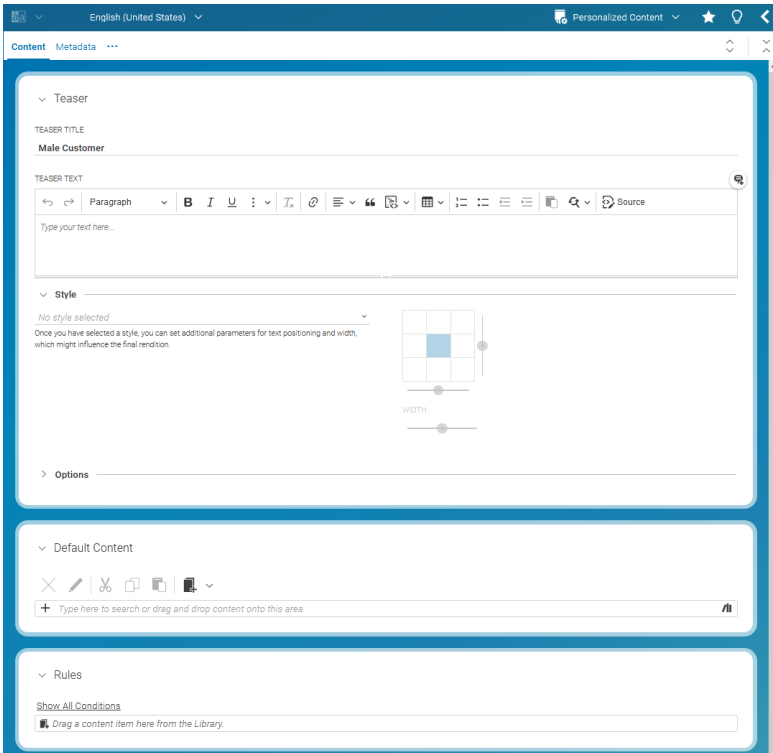 English (United States)
Personalized Content
Content Metadata ...
Teaser
TEASER TITLE
Male Customer
TEASER TEXT
Paragraph B I U Source
Type your text here...
Style
No style selected
Once you have selected a style, you can set additional parameters for text positioning and width,
which might influence the final rendition.
WIDTH
Options
Default Content
Type here to search or drag and drop content onto this area.
Rules
Show All Conditions
Drag a content item here from the Library.